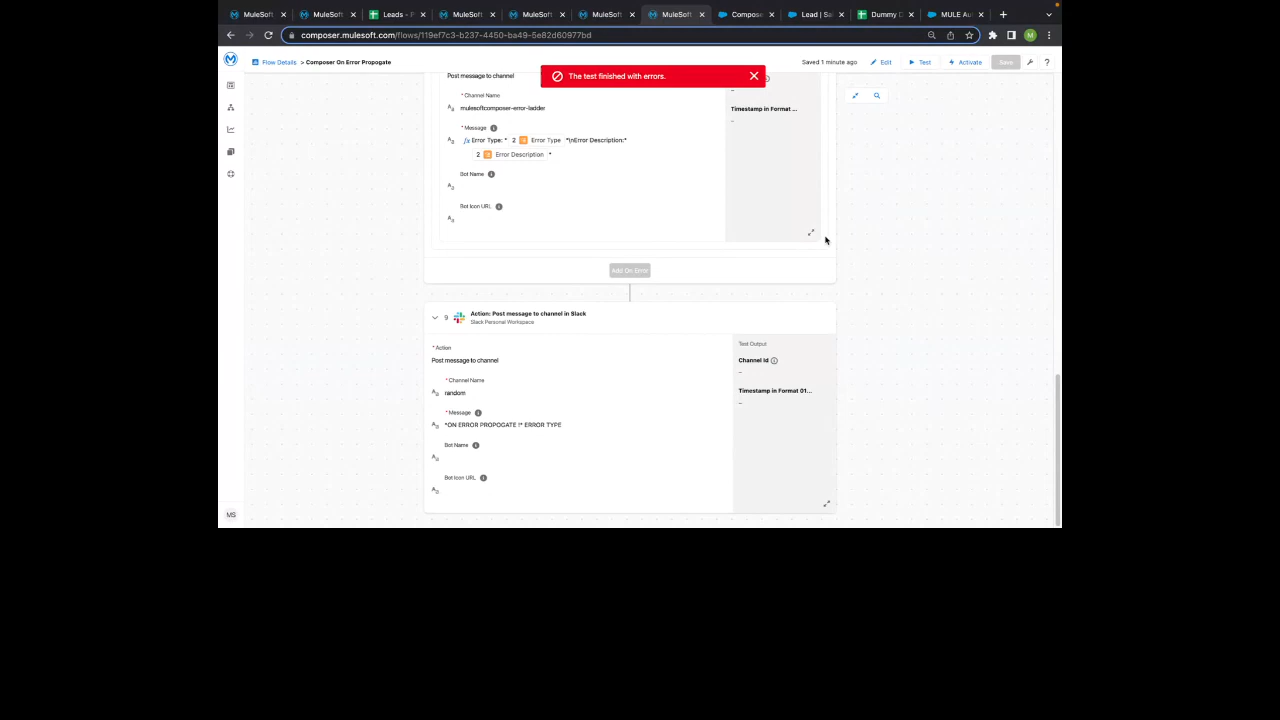 MuleSoft
MuleSoft
Leads - P
MuleSoft
MuleSoft
MuleSoft
MuleSoft
Compose
Lead | Sa
Dummy D
MULE Au
composer.mulesoft.com/flows/119ef7c3-b237-4450-ba49-5e82d60977bd
M
Flow Details > Composer On Error Propogate
Saved 1 minute ago
Edit
Test
Activate
Save
?
The test finished with errors.
Post message to channel
* Channel Name
mulesoftcomposer-error-ladder
* Message
fx Error Type: * 2 Error Type *\nError Description:*
2 Error Description *
Bot Name
Bot Icon URL
Timestamp in Format ...
–
Add On Error
9
Action: Post message to channel in Slack
Slack Personal Workspace
* Action
Post message to channel
* Channel Name
random
* Message
*ON ERROR PROPOGATE !* ERROR TYPE
Bot Name
Bot Icon URL
Test Output
Channel Id
–
Timestamp in Format 01...
–
MS